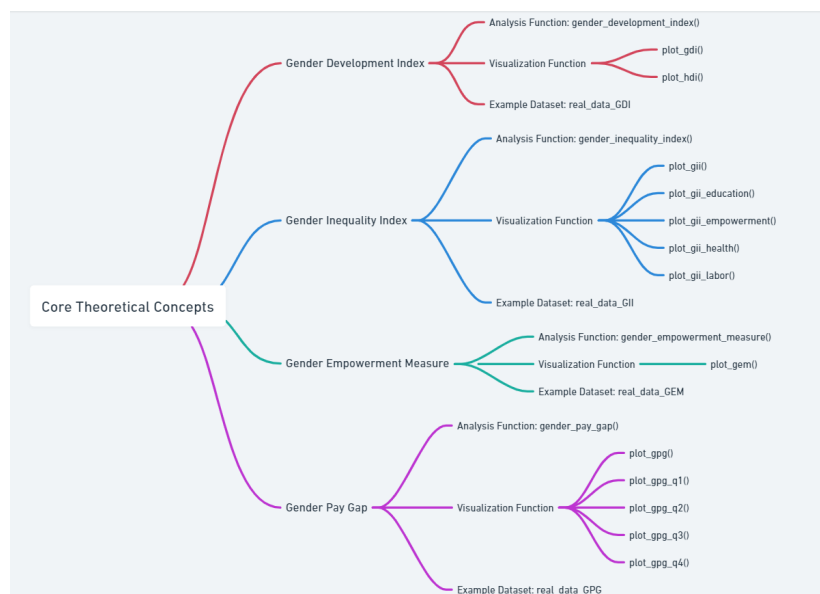 Core Theoretical Concepts
Gender Development Index
Analysis Function: gender_development_index()
Visualization Function
plot_gdi()
plot_hdi()
Example Dataset: real_data_GDI
Gender Inequality Index
Analysis Function: gender_inequality_index()
Visualization Function
plot_gii()
plot_gii_education()
plot_gii_empowerment()
plot_gii_health()
plot_gii_labor()
Example Dataset: real_data_GII
Gender Empowerment Measure
Analysis Function: gender_empowerment_measure()
Visualization Function
plot_gem()
Example Dataset: real_data_GEM
Gender Pay Gap
Analysis Function: gender_pay_gap()
Visualization Function
plot_gpg()
plot_gpg_q1()
plot_gpg_q2()
plot_gpg_q3()
plot_gpg_q4()
Example Dataset: real_data_GPG